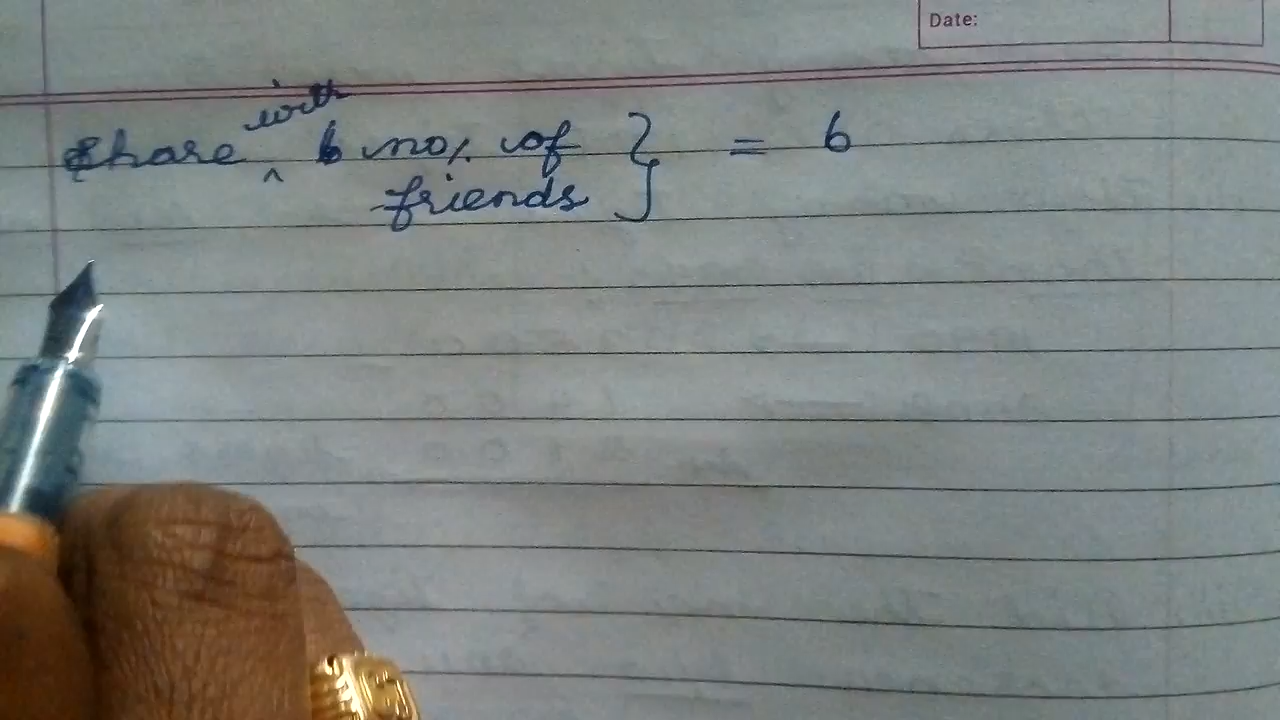 Date:
Share with 6 no. of } = 6
friends